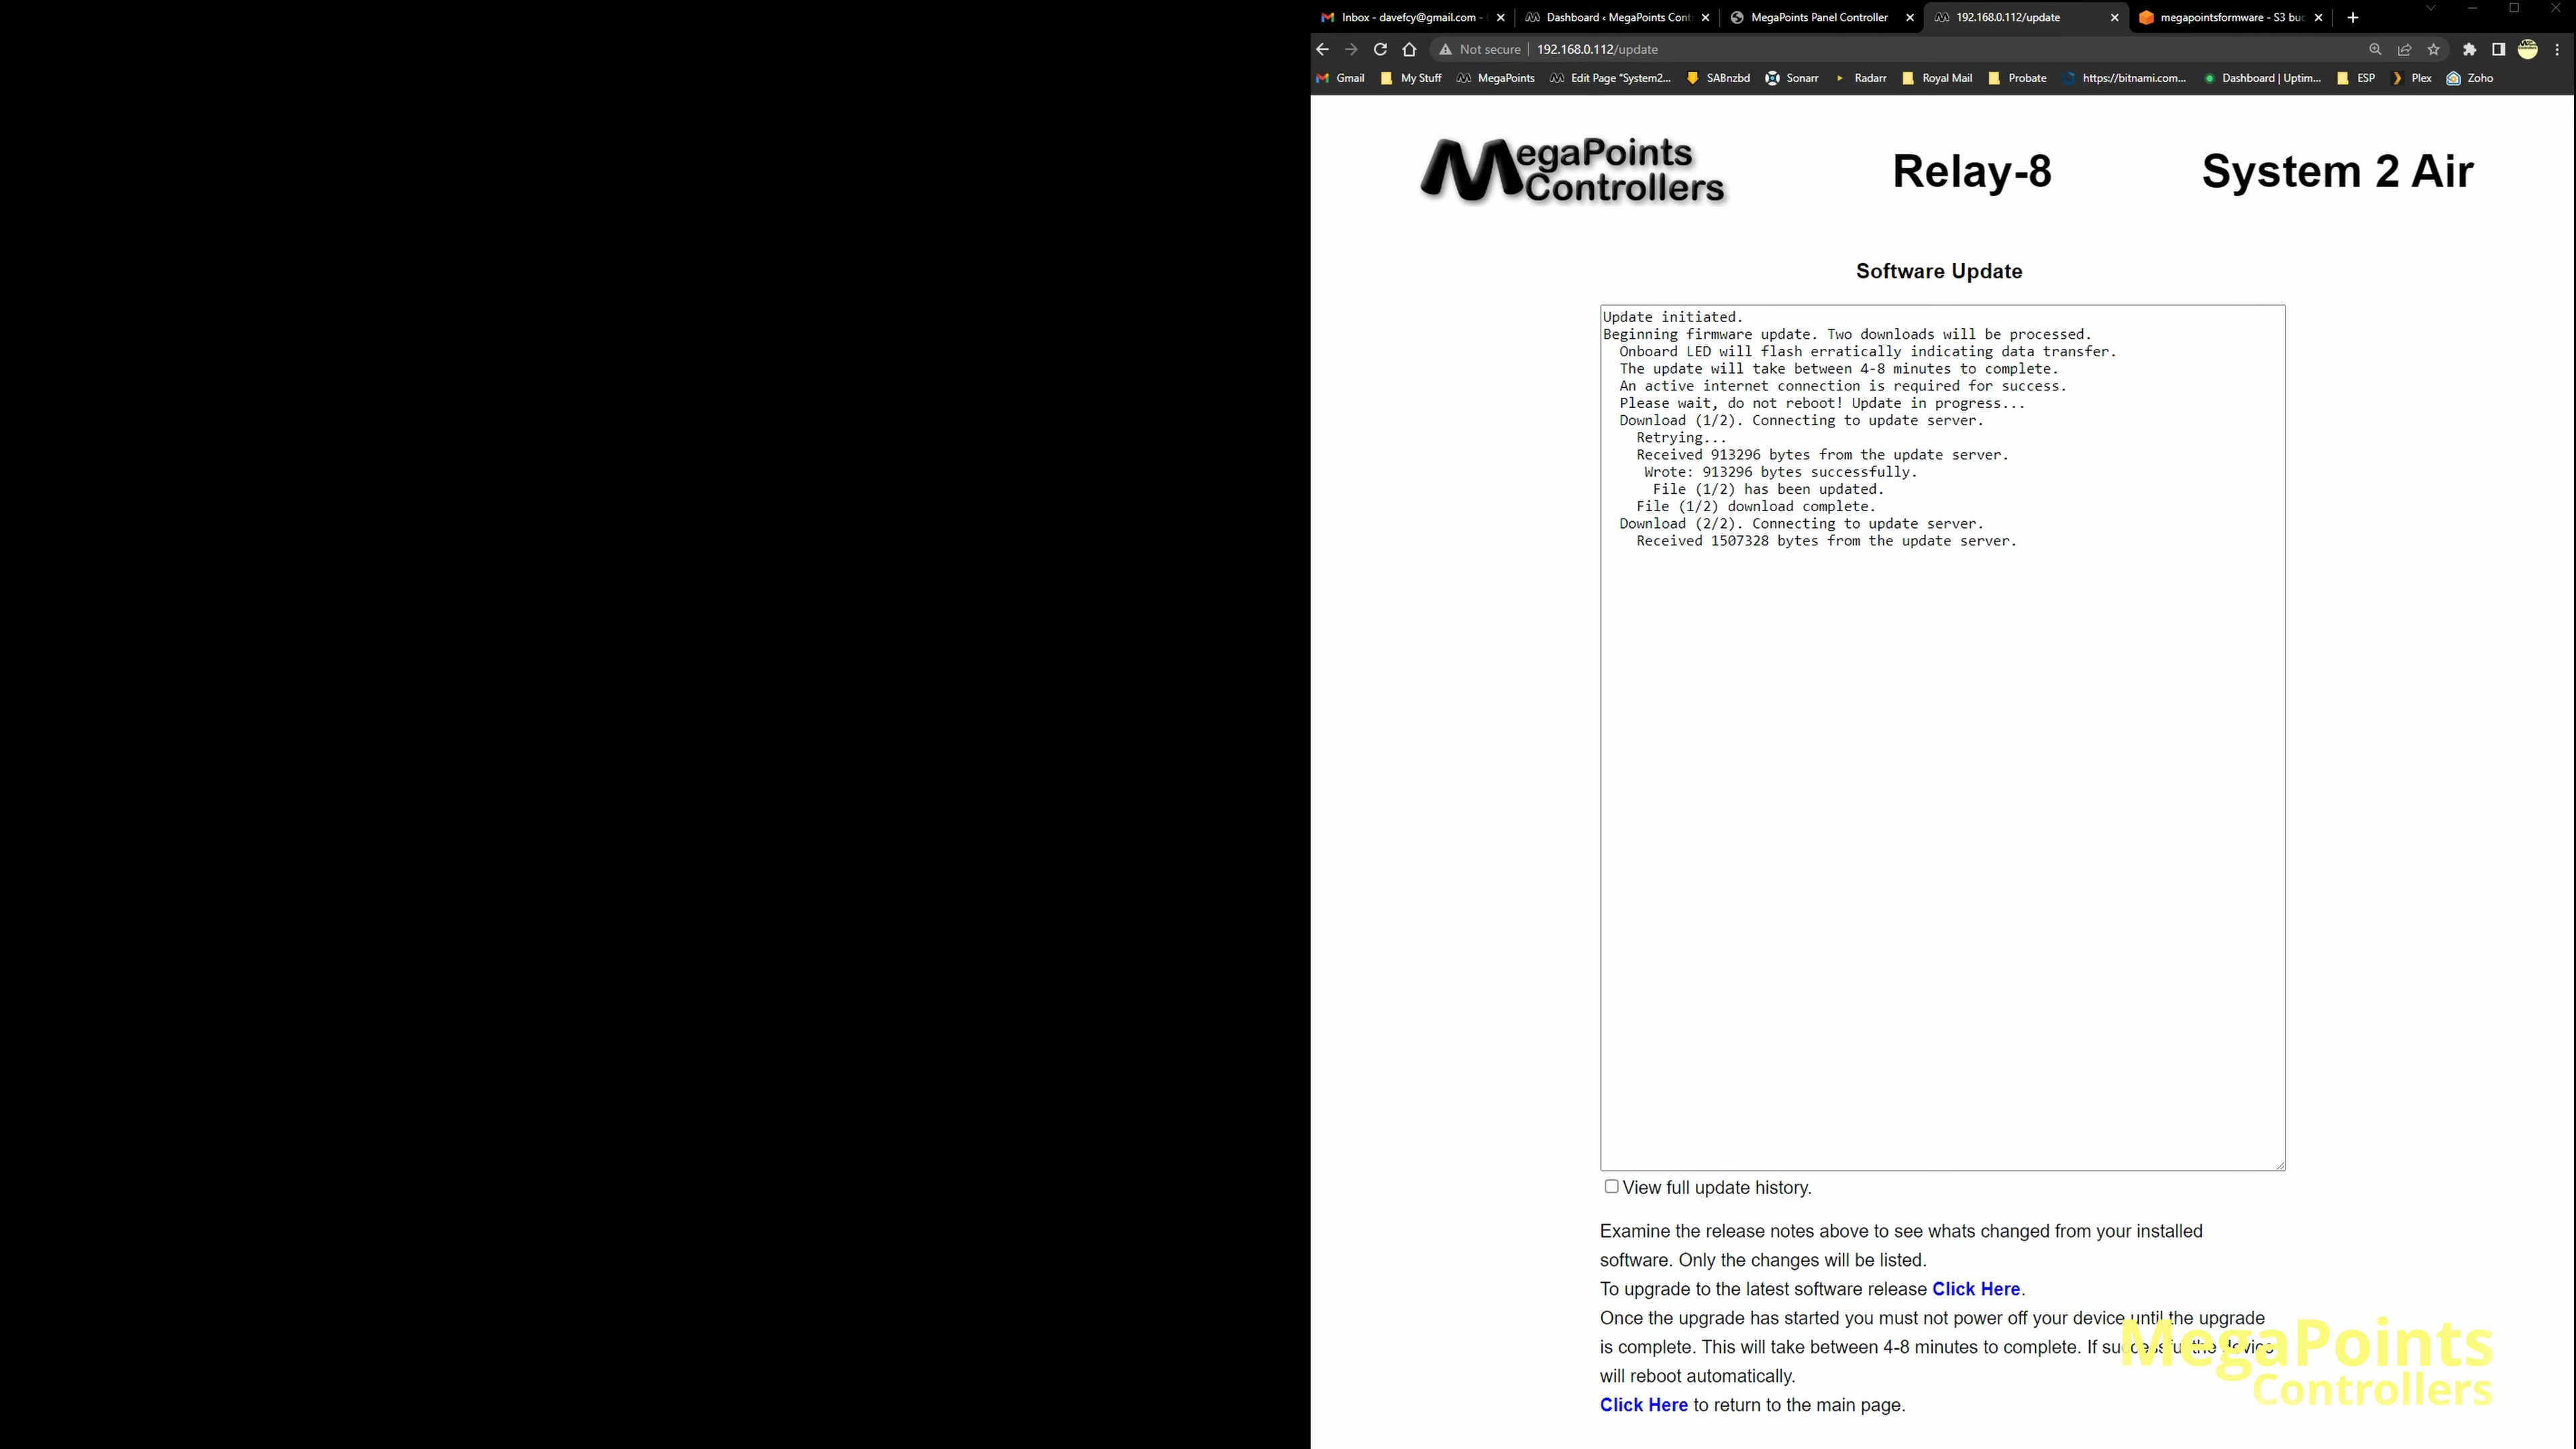 Inbox - davefcy@gmail.com -
Dashboard ‹ MegaPoints Cont
MegaPoints Panel Controller
192.168.0.112/update
megapointsformware - S3 buc
Not secure
192.168.0.112/update
Gmail
My Stuff
MegaPoints
Edit Page "System2...
SABnzbd
Sonarr
Radarr
Royal Mail
Probate
https://bitnami.com...
Dashboard | Uptim...
ESP
Plex
Zoho
MegaPoints
Controllers
Relay-8
System 2 Air
Software Update
Update initiated.
Beginning firmware update. Two downloads will be processed.
Onboard LED will flash erratically indicating data transfer.
The update will take between 4-8 minutes to complete.
An active internet connection is required for success.
Please wait, do not reboot! Update in progress...
Download (1/2). Connecting to update server.
Retrying...
Received 913296 bytes from the update server.
Wrote: 913296 bytes successfully.
File (1/2) has been updated.
File (1/2) download complete.
Download (2/2). Connecting to update server.
Received 1507328 bytes from the update server.
View full update history.
Examine the release notes above to see whats changed from your installed
software. Only the changes will be listed.
To upgrade to the latest software release Click Here.
Once the upgrade has started you must not power off your device until the upgrade
is complete. This will take between 4-8 minutes to complete. If
will reboot automatically.
Click Here to return to the main page.
MegaPoints
Controllers